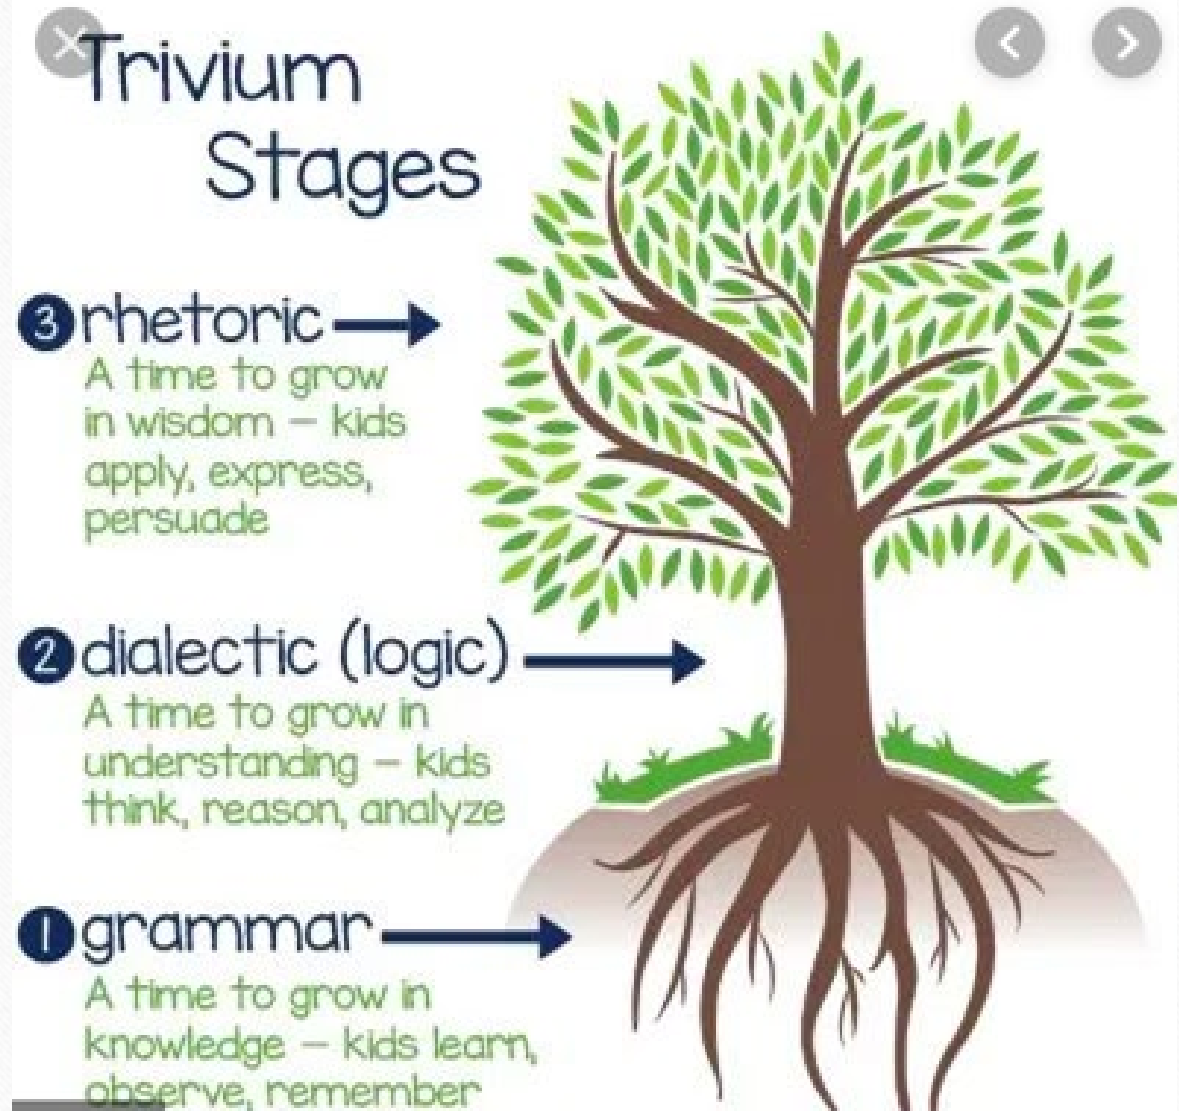 Trivium
Stages
3 rhetoric
A time to grow
in wisdom – kids
apply, express,
persuade
2 dialectic (logic)
A time to grow in
understanding – kids
think, reason, analyze
1 grammar
A time to grow in
knowledge – kids learn,
observe, remember